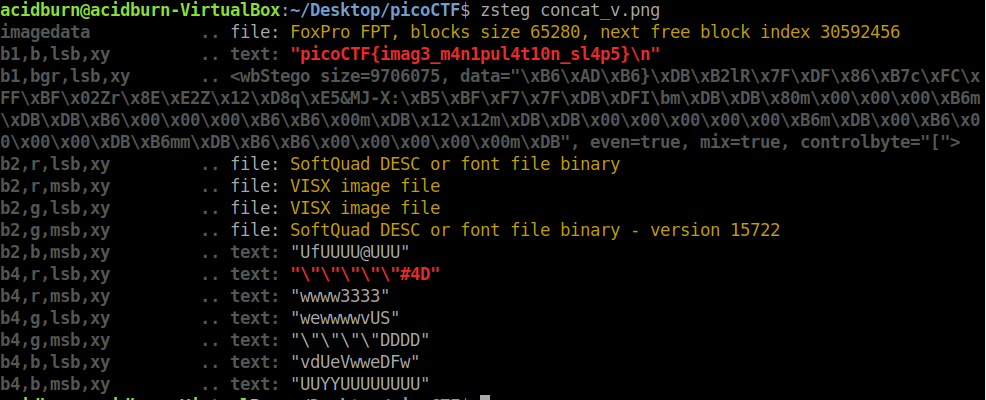 acidburn@acidburn-VirtualBox:~/Desktop/picoCTF$ zsteg concat_v.png
imagedata .. file: FoxPro FPT, blocks size 65280, next free block index 30592456
b1,b,lsb,xy .. text: "picoCTF{imag3_m4n1pul4t10n_sl4p5}\n"
b1,bgr,lsb,xy .. <wbStego size=9706075, data="\xB6\xAD\xB6}\xDB\xB2lR\x7F\xDF\x86\xB7c\xFC\x
FF\xBF\x02Zr\x8E\xE2Z\x12\xD8q\xE5&MJ-X:\xB5\xBF\xF7\x7F\xDB\xDFI\bm\xDB\xDB\x80m\x00\x00\x00\xB6m
\xDB\xDB\xB6\x00\x00\x00\xB6\xB6\x00m\xDB\x12\x12m\xDB\xDB\x00\x00\x00\x00\x00\xB6m\xDB\x00\xB6\x0
0\x00\x00\xDB\xB6mm\xDB\xB6\xB6\x00\x00\x00\x00\x00m\xDB", even=true, mix=true, controlbyte="[">
b2,r,lsb,xy .. file: SoftQuad DESC or font file binary
b2,r,msb,xy .. file: VISX image file
b2,g,lsb,xy .. file: VISX image file
b2,g,msb,xy .. file: SoftQuad DESC or font file binary - version 15722
b2,b,msb,xy .. text: "UfUUUU@UUU"
b4,r,lsb,xy .. text: "\"\"\"\"\"#4D"
b4,r,msb,xy .. text: "wwww3333"
b4,g,lsb,xy .. text: "wewwwwvUS"
b4,g,msb,xy .. text: "\"\"\"\"DDDD"
b4,b,lsb,xy .. text: "vdUeVwweDFw"
b4,b,msb,xy .. text: "UUYYUUUUUUUU"